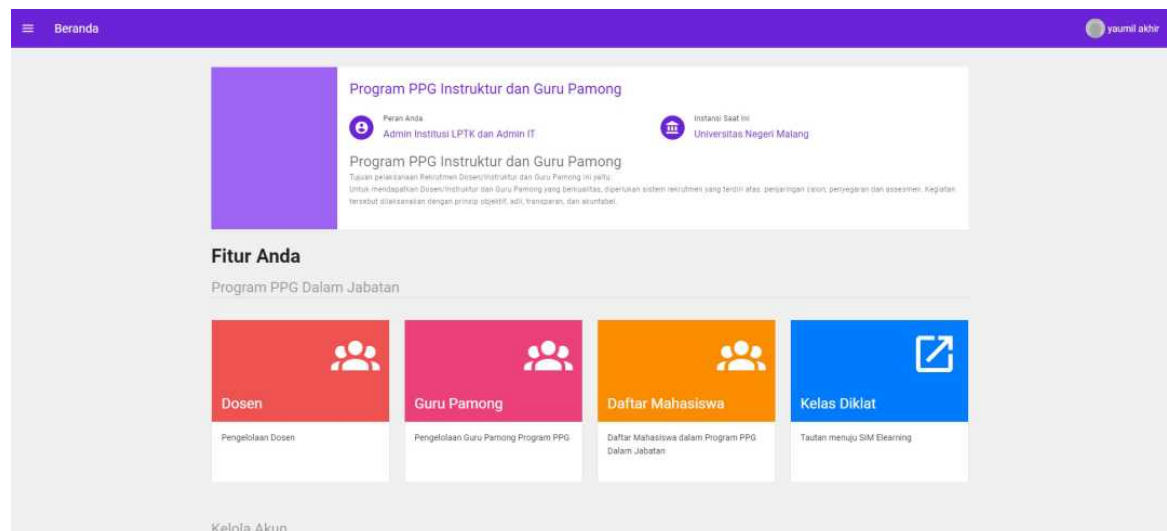 Beranda
yaumil akhir
Program PPG Instruktur dan Guru Pamong
Peran Anda
Admin Institusi LPTK dan Admin IT
Instansi Saat Ini
Universitas Negeri Malang
Program PPG Instruktur dan Guru Pamong
Tujuan pelaksanaan Rekrutmen Dosen/Instruktur dan Guru Pamong ini yaitu:
Untuk mendapatkan Dosen/Instruktur dan Guru Pamong yang berkualitas, diperlukan sistem rekrutmen yang terdiri atas: penjaringan calon, penyegaran dan assesmen. Kegiatan
tersebut dilaksanakan dengan prinsip objektif, adil, transparan, dan akuntabel.
Fitur Anda
Program PPG Dalam Jabatan
Dosen
Guru Pamong
Daftar Mahasiswa
Kelas Diklat
Pengelolaan Dosen
Pengelolaan Guru Pamong Program PPG
Daftar Mahasiswa dalam Program PPG
Dalam Jabatan
Tautan menuju SIM Elearning
Kelola Akun